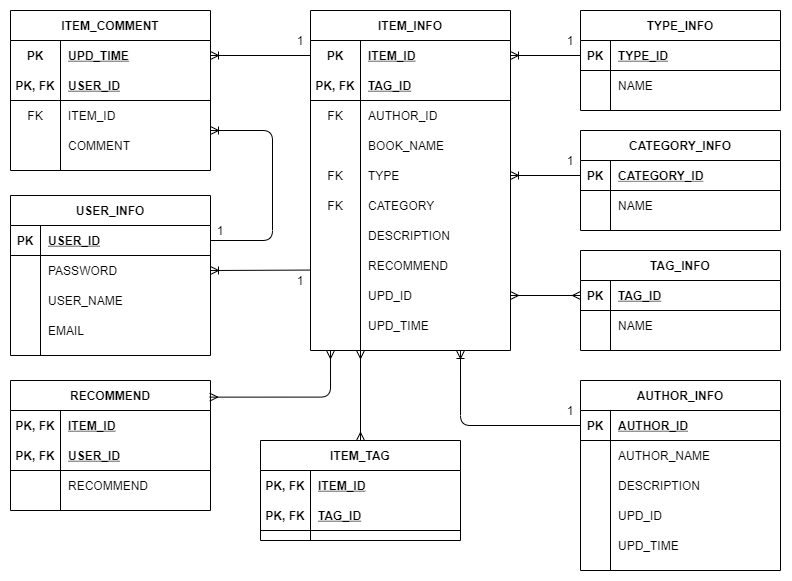 ITEM_COMMENT
PK UPD_TIME
PK, FK USER_ID
FK ITEM_ID
COMMENT
1
ITEM_INFO
PK ITEM_ID
PK, FK TAG_ID
FK AUTHOR_ID
BOOK_NAME
FK TYPE
FK CATEGORY
DESCRIPTION
RECOMMEND
UPD_ID
UPD_TIME
1
TYPE_INFO
PK TYPE_ID
NAME
1
CATEGORY_INFO
PK CATEGORY_ID
NAME
USER_INFO
PK USER_ID
PASSWORD
USER_NAME
EMAIL
1
1
TAG_INFO
PK TAG_ID
NAME
RECOMMEND
PK, FK ITEM_ID
PK, FK USER_ID
RECOMMEND
ITEM_TAG
PK, FK ITEM_ID
PK, FK TAG_ID
1
AUTHOR_INFO
PK AUTHOR_ID
AUTHOR_NAME
DESCRIPTION
UPD_ID
UPD_TIME